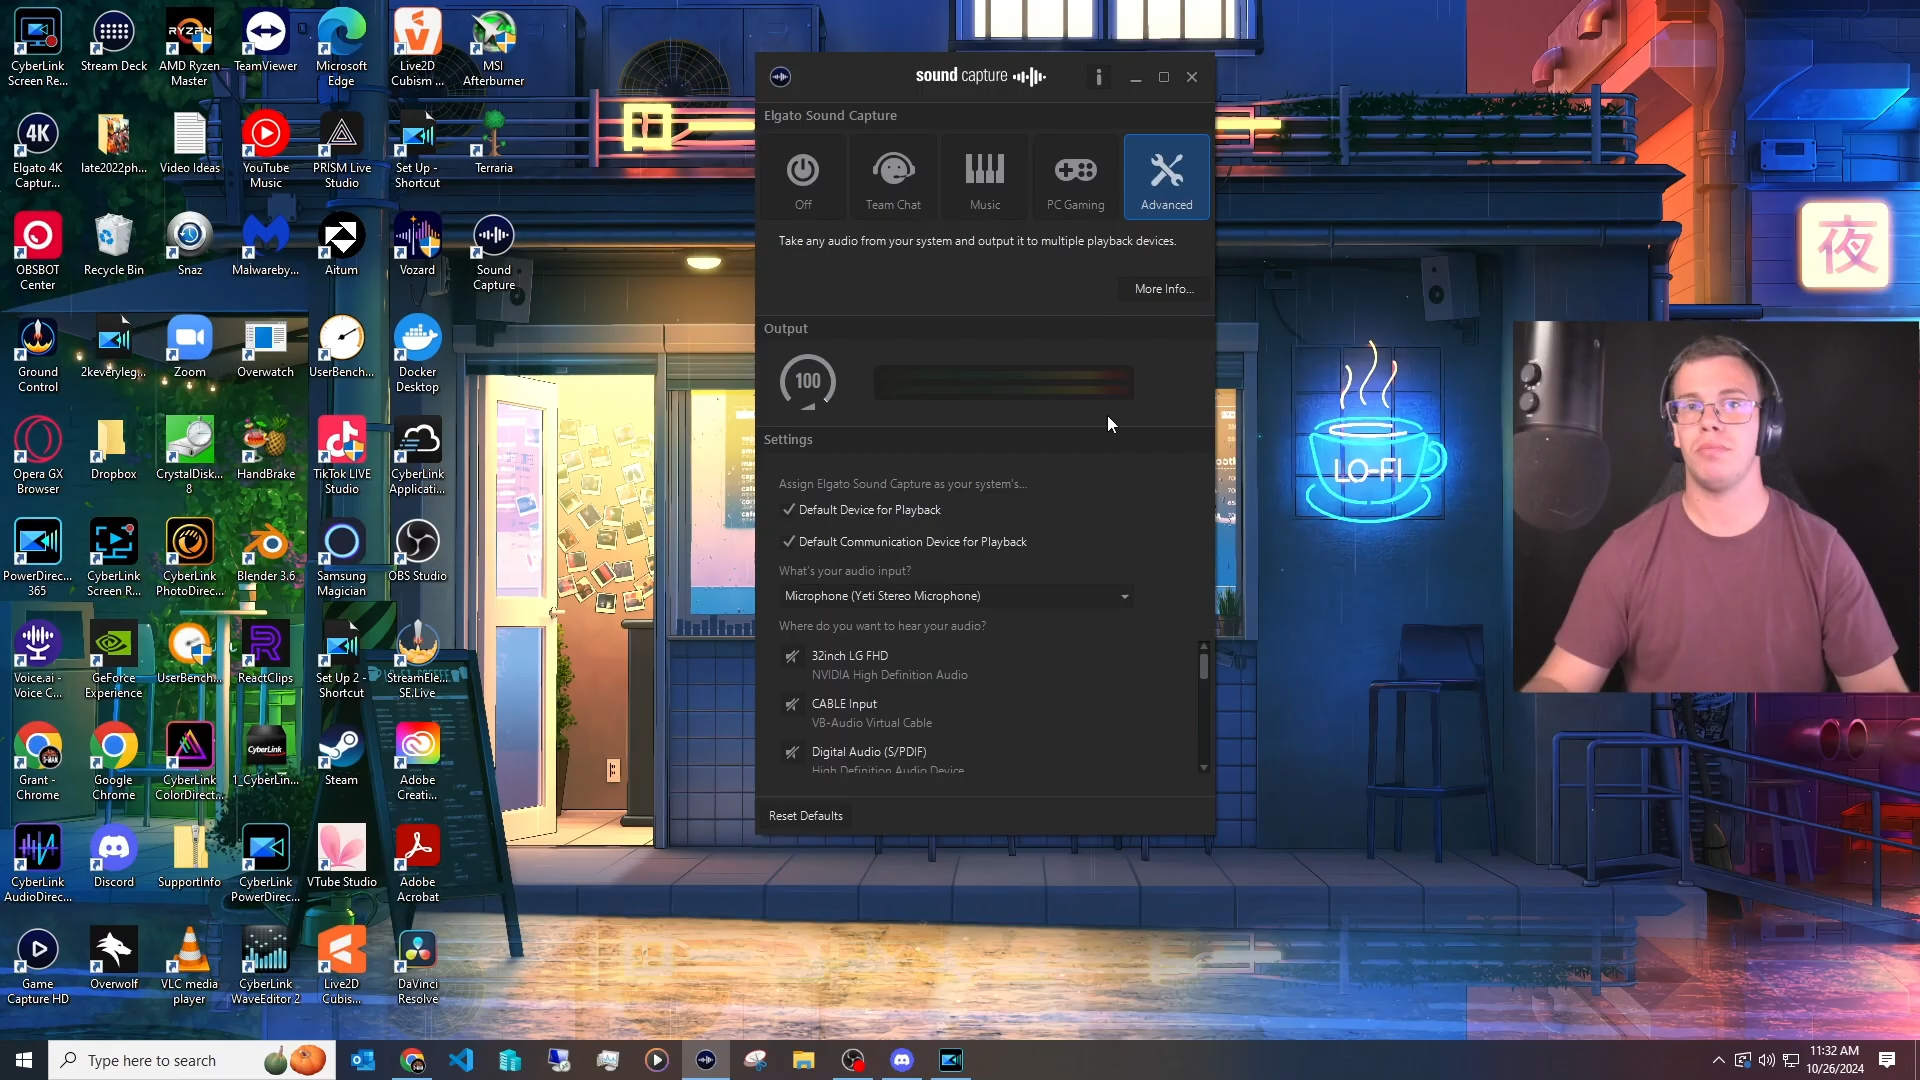 CyberLink Screen Re...
Stream Deck
RYZEN
AMD Ryzen Master
TeamViewer
Microsoft Edge
Live2D Cubism ...
MSI Afterburner
4K
Elgato 4K Captur...
late2022ph...
Video Ideas
YouTube Music
PRISM Live Studio
Set Up - Shortcut
Terraria
OBSBOT Center
Recycle Bin
Snaz
Malwareby...
Aitum
Vozard
Sound Capture
Ground Control
2keveryleg...
Zoom
Overwatch
UserBench...
Docker Desktop
Opera GX Browser
Dropbox
CrystalDisk... 8
HandBrake
TikTok LIVE Studio
CyberLink Applicati...
PowerDirec... 365
CyberLink Screen R...
CyberLink PhotoDirec...
Blender 3.6
Samsung Magician
OBS Studio
Voice.ai - Voice C...
GeForce Experience
UserBench...
ReactClips
Set Up 2 - Shortcut
StreamEle... SE.Live
Grant - Chrome
Google Chrome
CyberLink ColorDirect...
CyberLink
1_CyberLin...
Steam
Adobe Creati...
CyberLink AudioDirec...
Discord
SupportInfo
CyberLink PowerDirec...
VTube Studio
Adobe Acrobat
Game Capture HD
Overwolf
VLC media player
CyberLink WaveEditor 2
Live2D Cubis...
DaVinci Resolve
sound capture
Elgato Sound Capture
Off
Team Chat
Music
PC Gaming
Advanced
Take any audio from your system and output it to multiple playback devices.
More Info...
Output
100
Settings
Assign Elgato Sound Capture as your system's...
Default Device for Playback
Default Communication Device for Playback
What's your audio input?
Microphone (Yeti Stereo Microphone)
Where do you want to hear your audio?
32inch LG FHD
NVIDIA High Definition Audio
CABLE Input
VB-Audio Virtual Cable
Digital Audio (S/PDIF)
High Definition Audio Device
Reset Defaults
夜
LO-FI
Type here to search
11:32 AM
10/26/2024